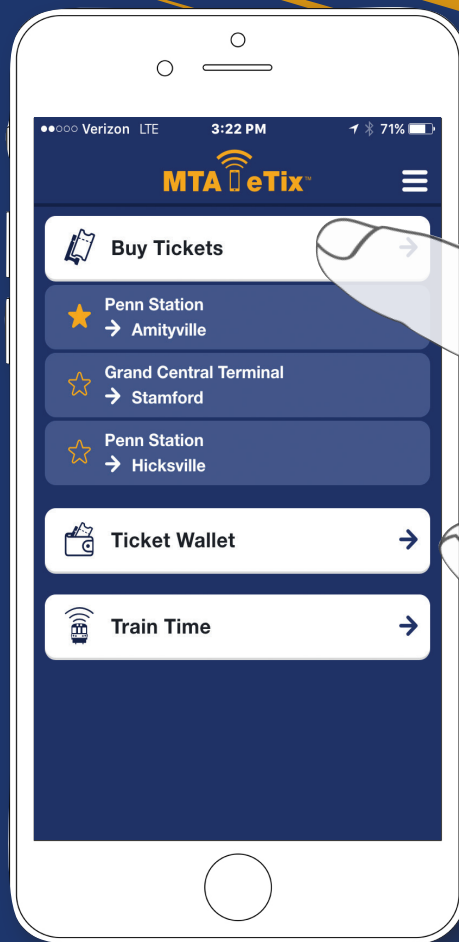 Verizon LTE 3:22 PM 71%
MTA eTix™
Buy Tickets
Penn Station
→ Amityville
Grand Central Terminal
→ Stamford
Penn Station
→ Hicksville
Ticket Wallet
Train Time